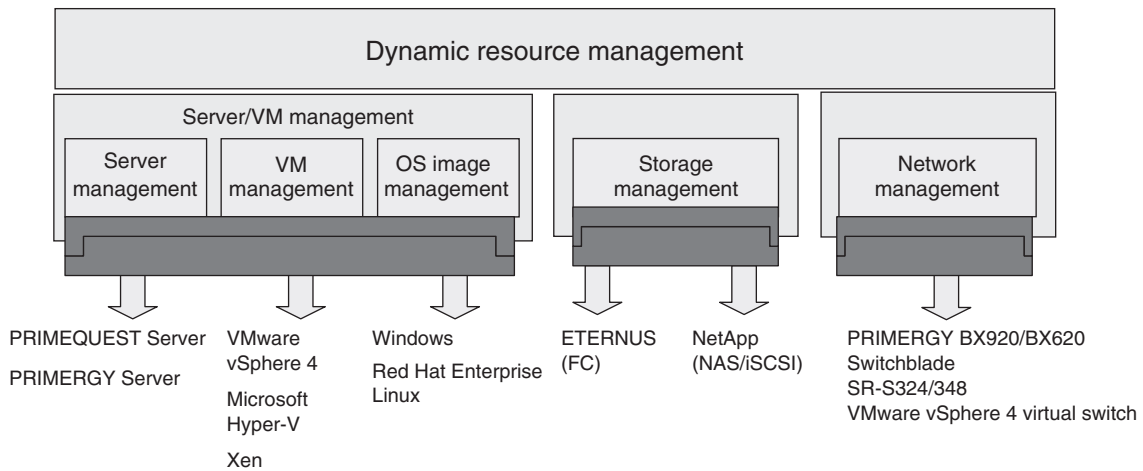 Dynamic resource management
Server/VM management
Server
management
VM
management
OS image
management
Storage
management
Network
management
PRIMEQUEST Server
PRIMERGY Server
VMware
vSphere 4
Microsoft
Hyper-V
Xen
Windows
Red Hat Enterprise
Linux
ETERNUS
(FC)
NetApp
(NAS/iSCSI)
PRIMERGY BX920/BX620
Switchblade
SR-S324/348
VMware vSphere 4 virtual switch